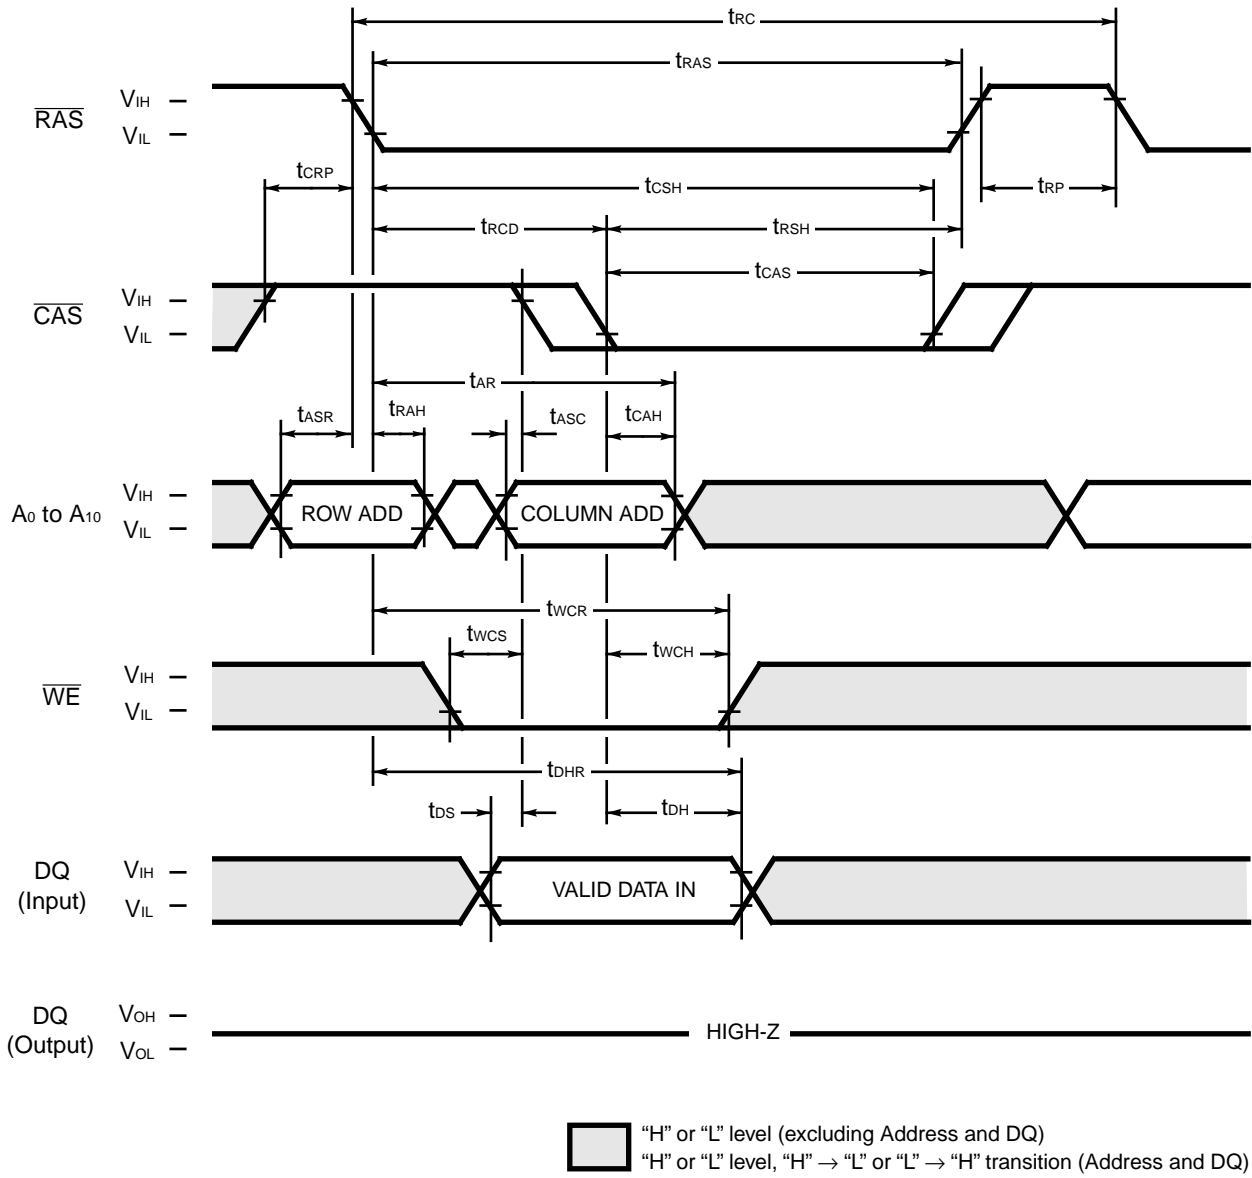 tRC
tRAS
RAS
VIH
VIL
tCRP
tCSH
tRP
tRCD
tRSH
tCAS
CAS
VIH
VIL
tAR
tASR
tRAH
tASC
tCAH
A0 to A10
VIH
VIL
ROW ADD
COLUMN ADD
tWCR
tWCS
tWCH
WE
VIH
VIL
tDHR
tDS
tDH
DQ
(Input)
VIH
VIL
VALID DATA IN
DQ
(Output)
VOH
VOL
HIGH-Z
“H” or “L” level (excluding Address and DQ)
“H” or “L” level, “H” → “L” or “L” → “H” transition (Address and DQ)